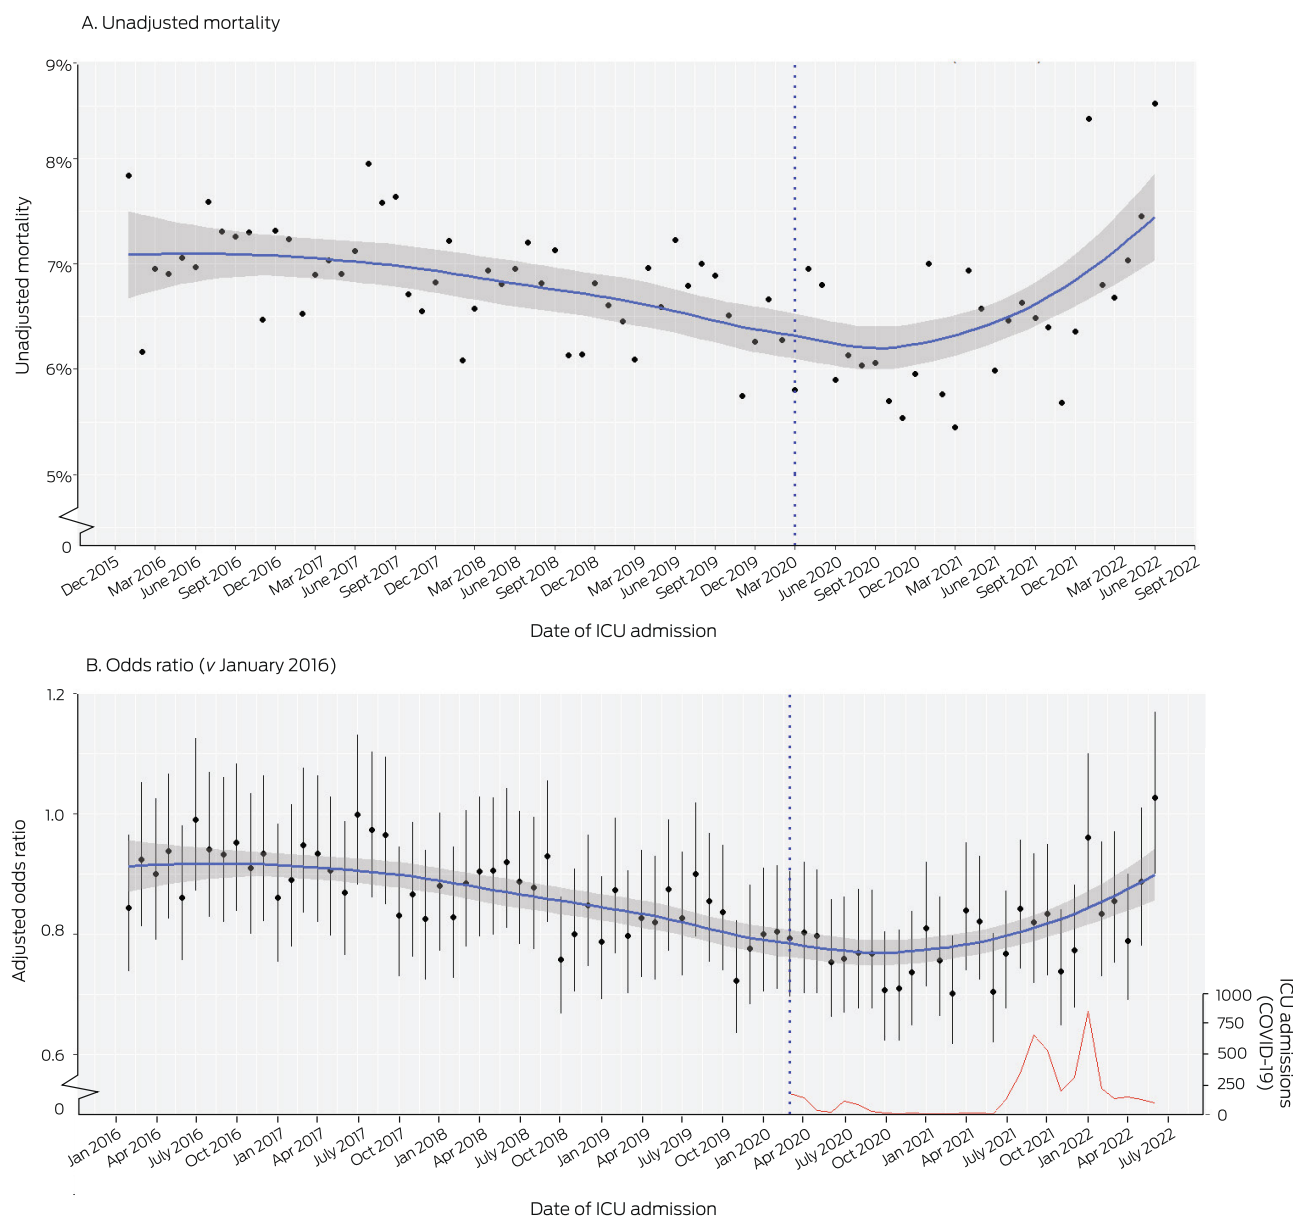 A. Unadjusted mortality
9%
8%
7%
6%
5%
0
Unadjusted mortality
Dec 2015
Mar 2016
June 2016
Sept 2016
Dec 2016
Mar 2017
June 2017
Sept 2017
Dec 2017
Mar 2018
June 2018
Sept 2018
Dec 2018
Mar 2019
June 2019
Sept 2019
Dec 2019
Mar 2020
June 2020
Sept 2020
Dec 2020
Mar 2021
June 2021
Sept 2021
Dec 2021
Mar 2022
June 2022
Sept 2022
Date of ICU admission
B. Odds ratio (v January 2016)
1.2
1.0
0.8
0.6
0
Adjusted odds ratio
1000
750
500
250
0
ICU admissions
(COVID-19)
Jan 2016
Apr 2016
July 2016
Oct 2016
Jan 2017
Apr 2017
July 2017
Oct 2017
Jan 2018
Apr 2018
July 2018
Oct 2018
Jan 2019
Apr 2019
July 2019
Oct 2019
Jan 2020
Apr 2020
July 2020
Oct 2020
Jan 2021
Apr 2021
July 2021
Oct 2021
Jan 2022
Apr 2022
July 2022
Date of ICU admission